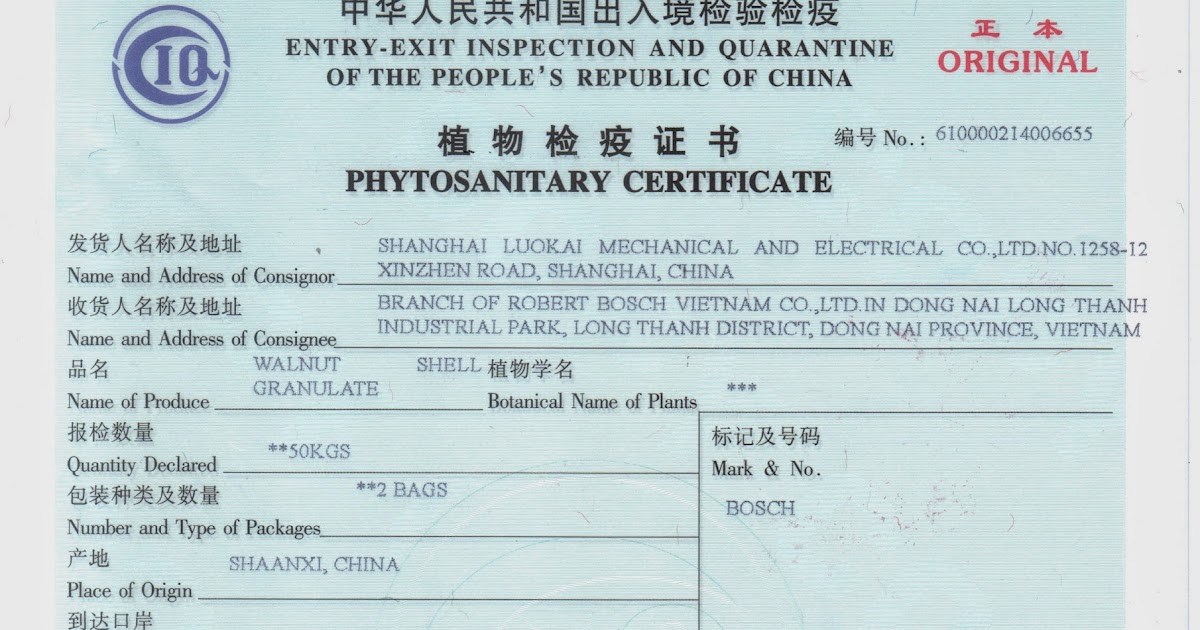 中华人民共和国出入境检验检疫
ENTRY-EXIT INSPECTION AND QUARANTINE
OF THE PEOPLE'S REPUBLIC OF CHINA
CIQ
正 本
ORIGINAL
植物检疫证书
编号 No.: 610000214006655
PHYTOSANITARY CERTIFICATE
发货人名称及地址
SHANGHAI LUOKAI MECHANICAL AND ELECTRICAL CO.,LTD.NO.1258-12
Name and Address of Consignor XINZHEN ROAD, SHANGHAI, CHINA
收货人名称及地址
BRANCH OF ROBERT BOSCH VIETNAM CO.,LTD.IN DONG NAI LONG THANH
INDUSTRIAL PARK, LONG THANH DISTRICT, DONG NAI PROVINCE, VIETNAM
Name and Address of Consignee
品名 WALNUT SHELL 植物学名
GRANULATE ***
Name of Produce Botanical Name of Plants
报检数量 标记及号码
**50KGS
Quantity Declared Mark & No.
包装种类及数量 **2 BAGS
BOSCH
Number and Type of Packages
产地 SHAANXI, CHINA
Place of Origin
到达口岸